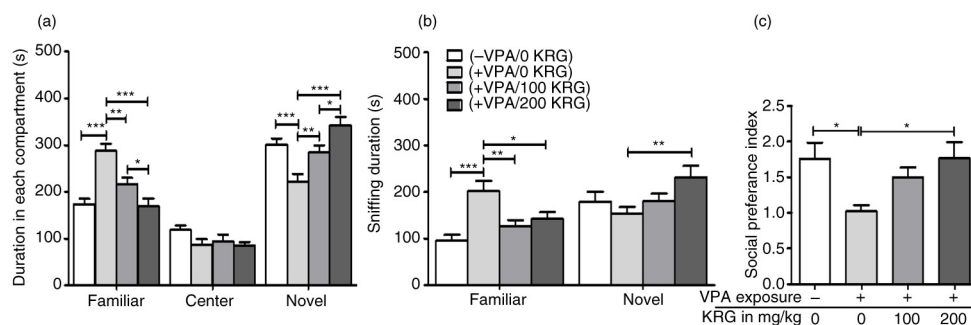 (a)
Duration in each compartment (s)
500
400
300
200
100
0
***
***
**
*
***
***
**
*
Familiar
Center
Novel
(b)
Sniffing duration (s)
500
400
300
200
100
0
(–VPA/0 KRG)
(+VPA/0 KRG)
(+VPA/100 KRG)
(+VPA/200 KRG)
***
**
*
**
Familiar
Novel
(c)
Social preferance index
2.5
2.0
1.5
1.0
0.5
0.0
*
*
VPA exposure – + + +
KRG in mg/kg 0 0 100 200